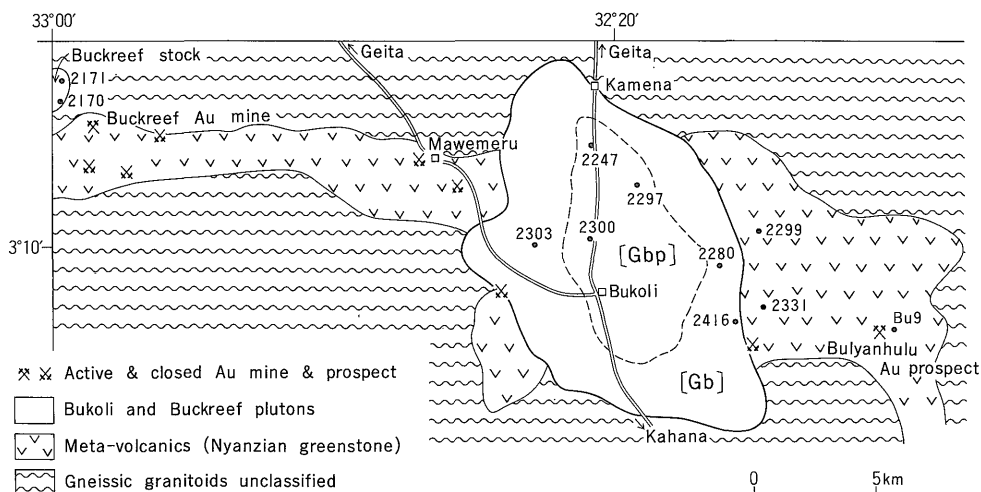 33°00'
32°20'
Buckreef stock
2171
2170
↑ Geita
↑ Geita
Kamena
Buckreef Au mine
Mawemeru
2247
2297
2303
2300
2299
3°10'
[Gbp]
2280
Bukoli
2331
2416
Bu9
Bulyanhulu
Au prospect
[Gb]
Kahana
Active & closed Au mine & prospect
Bukoli and Buckreef plutons
Meta-volcanics (Nyanzian greenstone)
Gneissic granitoids unclassified
0 5km